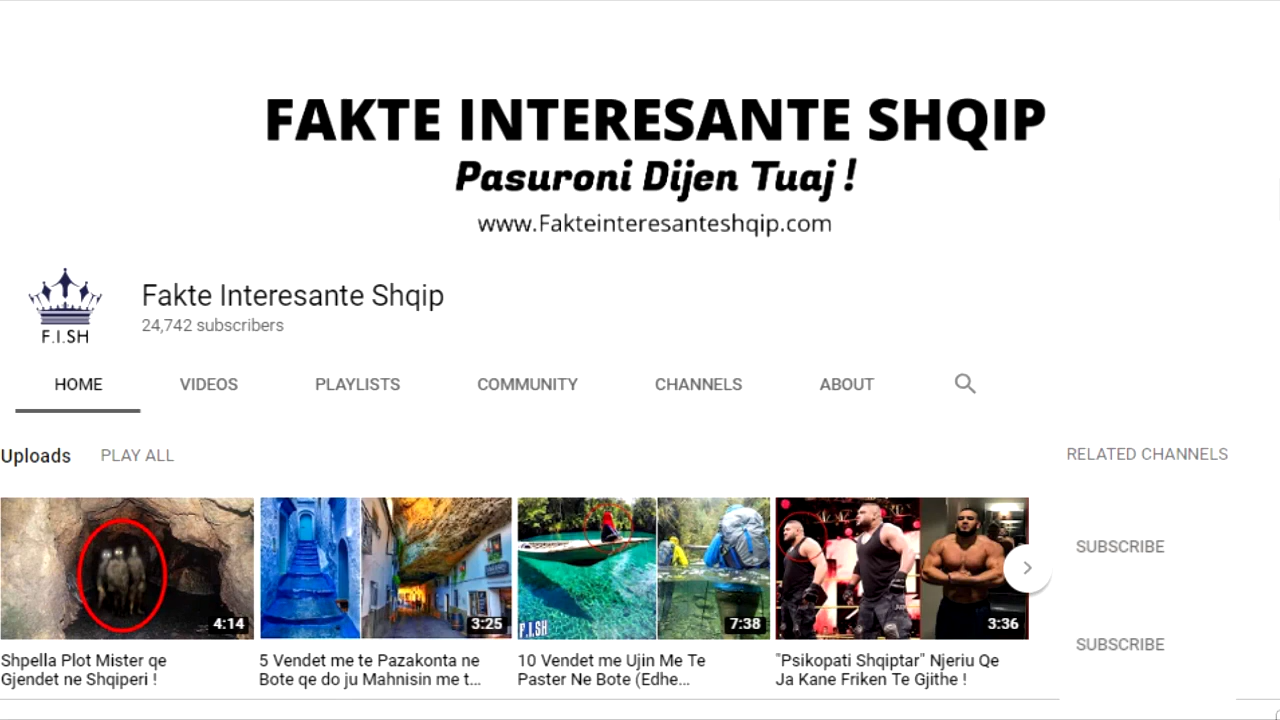 FAKTE INTERESANTE SHQIP
Pasuroni Dijen Tuaj !
www.Fakteinteresanteshqip.com
F.I.SH
Fakte Interesante Shqip
24,742 subscribers
HOME VIDEOS PLAYLISTS COMMUNITY CHANNELS ABOUT
Uploads PLAY ALL
RELATED CHANNELS
4:14
3:25
F.I.SH
7:38
3:36
Shpella Plot Mister qe
Gjendet ne Shqiperi !
5 Vendet me te Pazakonta ne
Bote qe do ju Mahnisin me t...
10 Vendet me Ujin Me Te
Paster Ne Bote (Edhe...
"Psikopati Shqiptar" Njeriu Qe
Ja Kane Friken Te Gjithe !
SUBSCRIBE
SUBSCRIBE